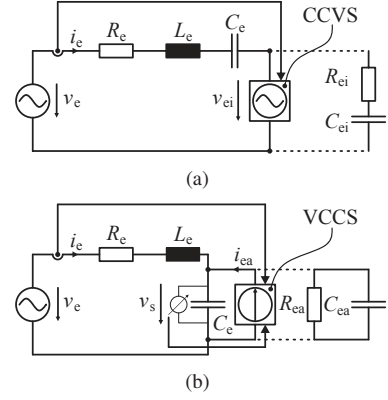 CCVS
i_e R_e L_e C_e
v_e v_ei R_ei
C_ei
(a)
VCCS
i_e R_e L_e i_ea
v_e v_s C_e R_ea C_ea
(b)